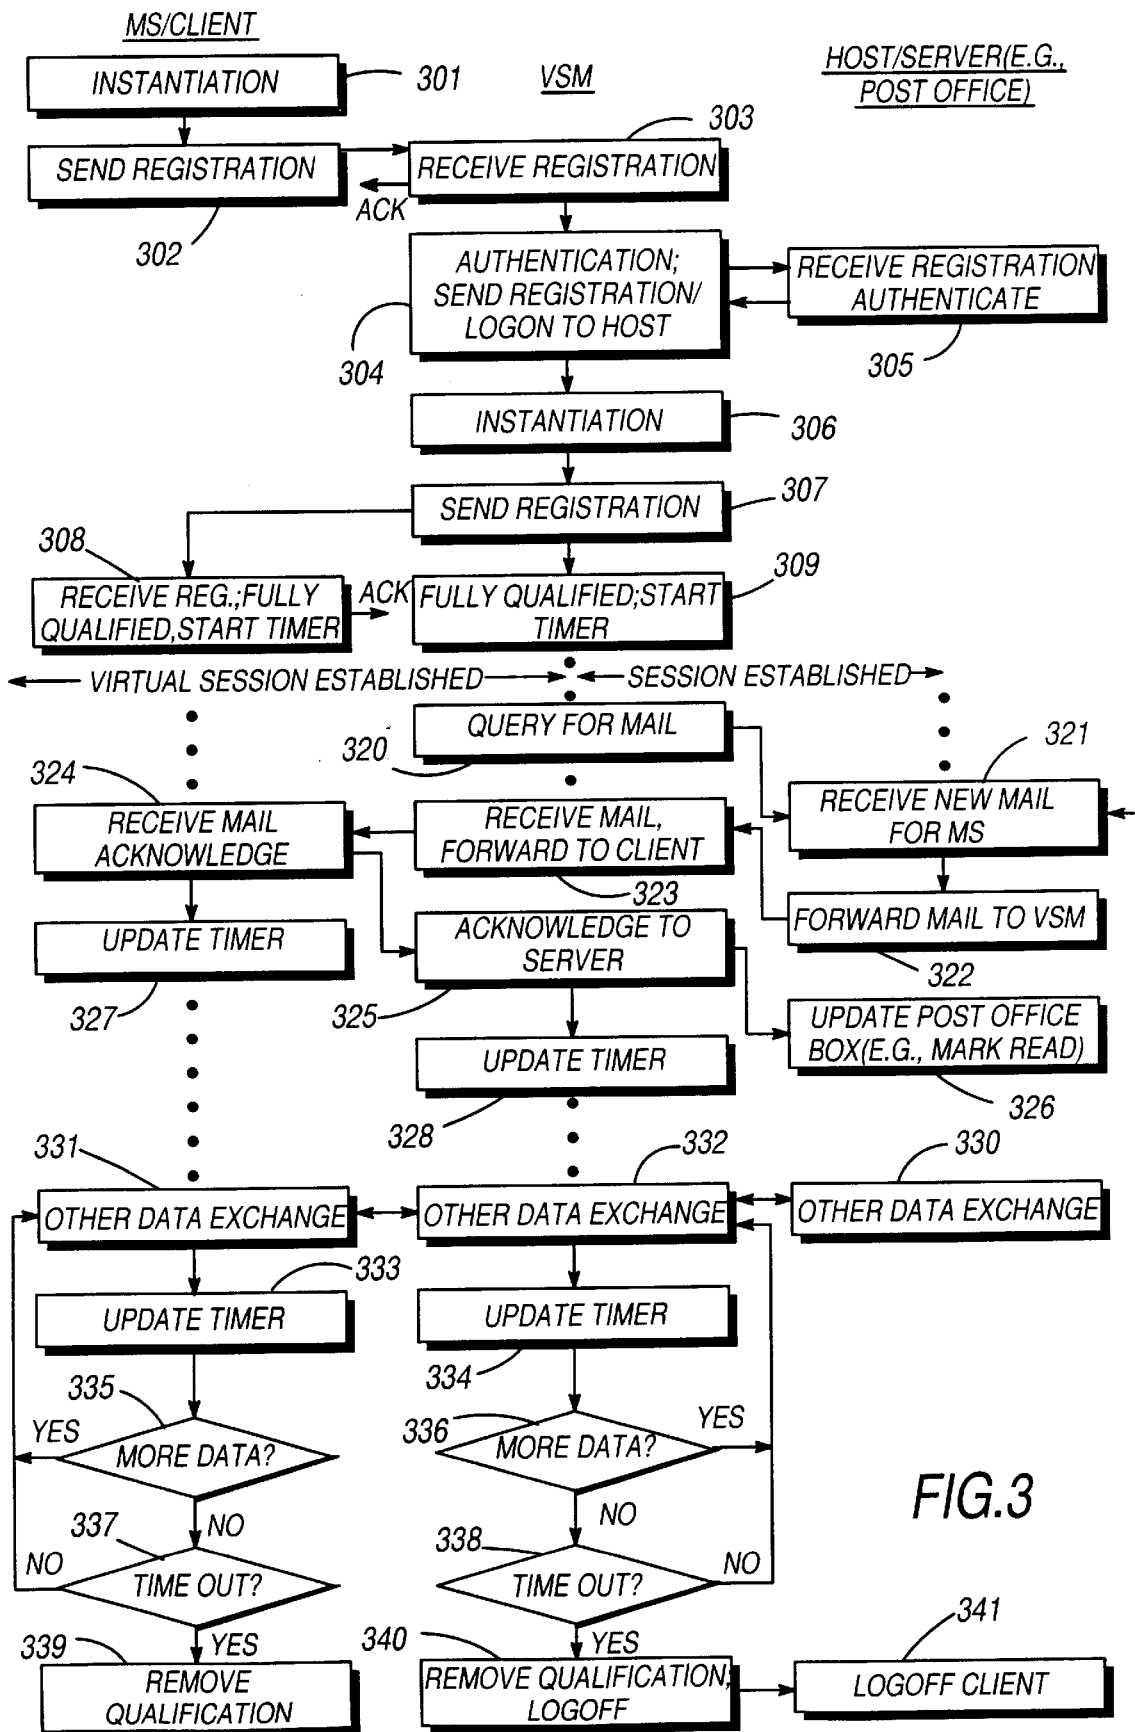 MS/CLIENT
INSTANTIATION
301
VSM
HOST/SERVER(E.G.,
POST OFFICE)
303
SEND REGISTRATION
RECEIVE REGISTRATION
ACK
302
AUTHENTICATION;
SEND REGISTRATION/
LOGON TO HOST
RECEIVE REGISTRATION
AUTHENTICATE
304
305
INSTANTIATION
306
SEND REGISTRATION
307
308
309
RECEIVE REG.;FULLY
QUALIFIED,START TIMER
ACK
FULLY QUALIFIED;START
TIMER
VIRTUAL SESSION ESTABLISHED
SESSION ESTABLISHED
QUERY FOR MAIL
320
321
324
RECEIVE MAIL
ACKNOWLEDGE
RECEIVE MAIL,
FORWARD TO CLIENT
RECEIVE NEW MAIL
FOR MS
323
UPDATE TIMER
ACKNOWLEDGE TO
SERVER
FORWARD MAIL TO VSM
322
327
325
UPDATE POST OFFICE
BOX(E.G., MARK READ)
UPDATE TIMER
326
328
331
332
330
OTHER DATA EXCHANGE
OTHER DATA EXCHANGE
OTHER DATA EXCHANGE
333
UPDATE TIMER
UPDATE TIMER
334
335
336
YES
MORE DATA?
MORE DATA?
YES
FIG.3
NO
NO
337
338
NO
TIME OUT?
TIME OUT?
NO
339
YES
340
YES
341
REMOVE
QUALIFICATION
REMOVE QUALIFICATION,
LOGOFF
LOGOFF CLIENT